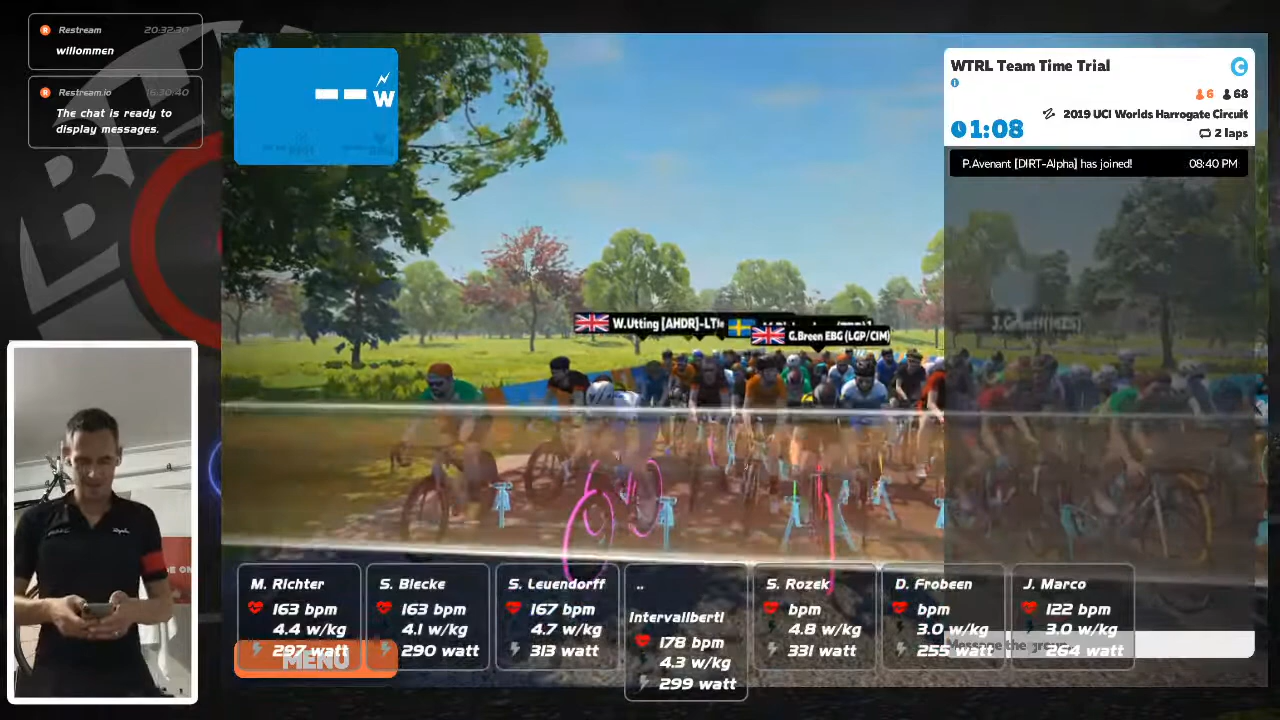 Restream 20:32:30
willommen
Restream.io 16:30:40
The chat is ready to
display messages.
W
WTRL Team Time Trial
6 68
2019 UCI Worlds Harrogate Circuit
1:08
2 laps
P.Avenant [DIRT-Alpha] has joined!
08:40 PM
W.Utting [AHDR]-LTl
G.Breen EBG (LGP/CIM)
M. Richter
163 bpm
4.4 w/kg
297 watt
S. Blecke
163 bpm
4.1 w/kg
290 watt
S. Leuendorff
167 bpm
4.7 w/kg
313 watt
..
Intervallberti
178 bpm
4.3 w/kg
299 watt
S. Rozek
bpm
4.8 w/kg
331 watt
D. Frobeen
bpm
3.0 w/kg
255 watt
J. Marco
122 bpm
3.0 w/kg
264 watt
MENU
Message the